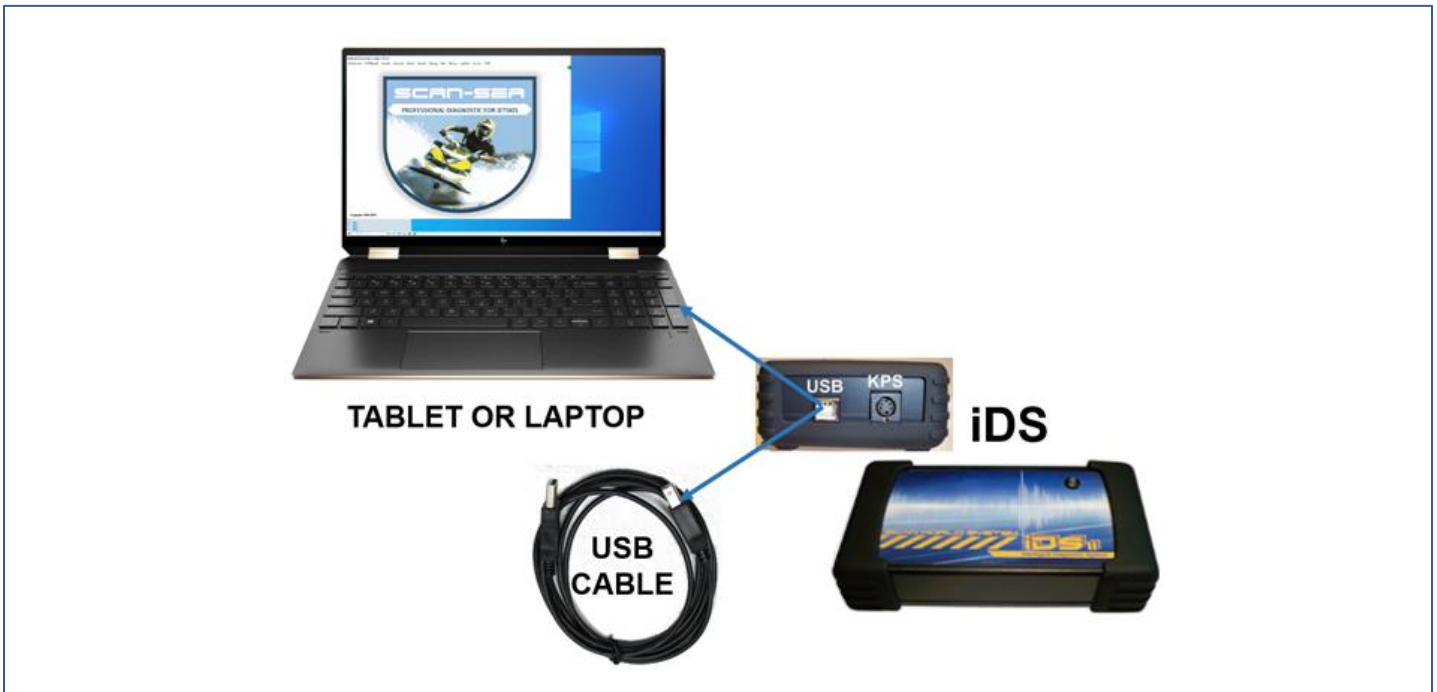 SCAN-SEA
PROFESSIONAL DIAGNOSTIC FOR JETSKIS
TABLET OR LAPTOP
USB KPS
iDS
USB
CABLE
iDS